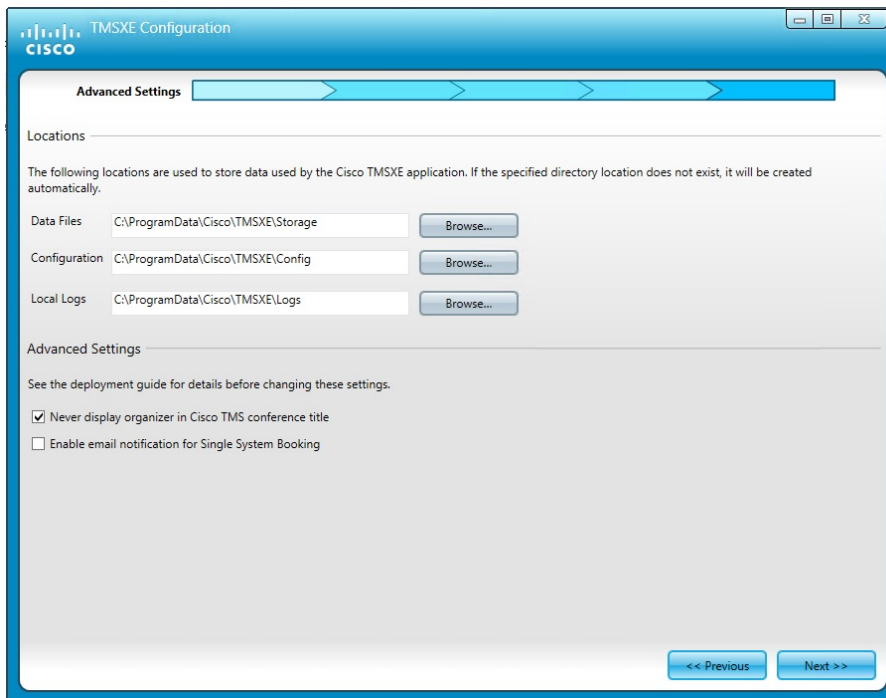 TMSXE Configuration
CISCO
Advanced Settings
Locations
The following locations are used to store data used by the Cisco TMSXE application. If the specified directory location does not exist, it will be created
automatically.
Data Files C:\ProgramData\Cisco\TMSXE\Storage Browse...
Configuration C:\ProgramData\Cisco\TMSXE\Config Browse...
Local Logs C:\ProgramData\Cisco\TMSXE\Logs Browse...
Advanced Settings
See the deployment guide for details before changing these settings.
Never display organizer in Cisco TMS conference title
Enable email notification for Single System Booking
<< Previous Next >>